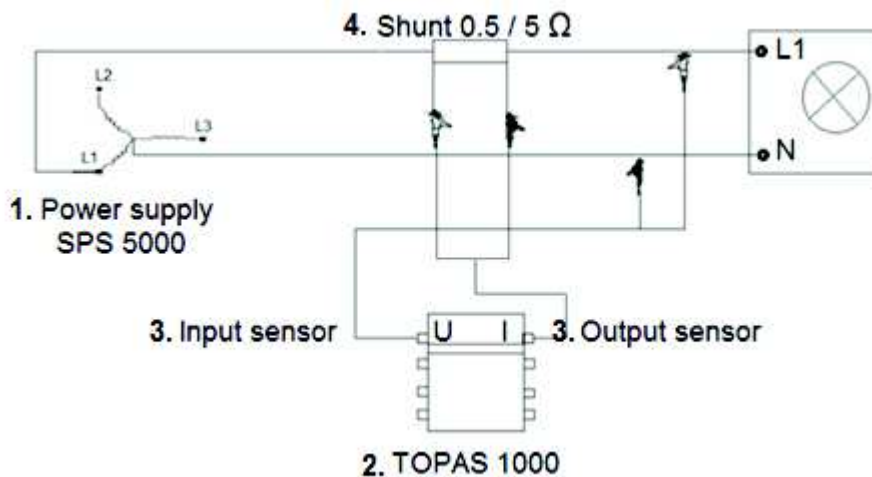 4. Shunt 0.5 / 5 Ω
L1
L2
L3
L1
N
1. Power supply
SPS 5000
3. Input sensor
U I
3. Output sensor
2. TOPAS 1000